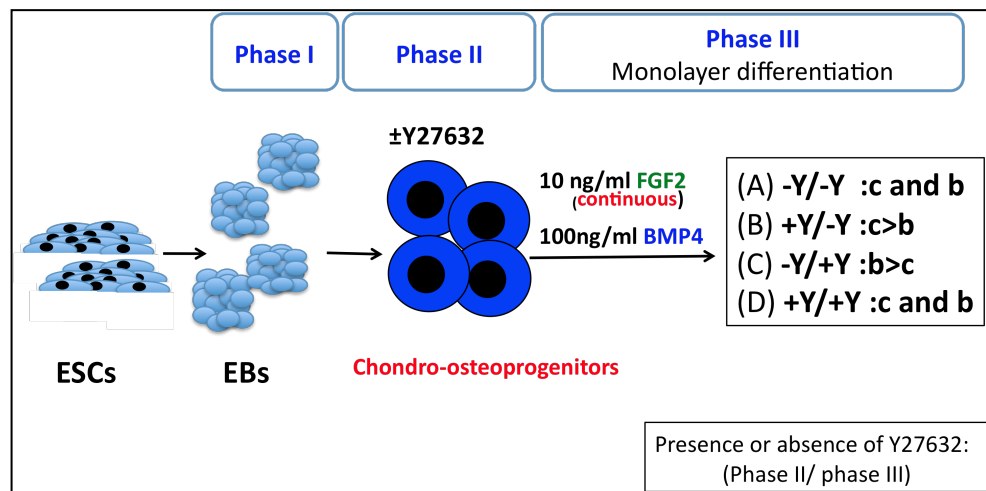 Phase I
Phase II
Phase III
Monolayer differentiation
±Y27632
10 ng/ml FGF2
(continuous)
100ng/ml BMP4
(A) -Y/-Y :c and b
(B) +Y/-Y :c>b
(C) -Y/+Y :b>c
(D) +Y/+Y :c and b
ESCs
EBs
Chondro-osteoprogenitors
Presence or absence of Y27632:
(Phase II/ phase III)